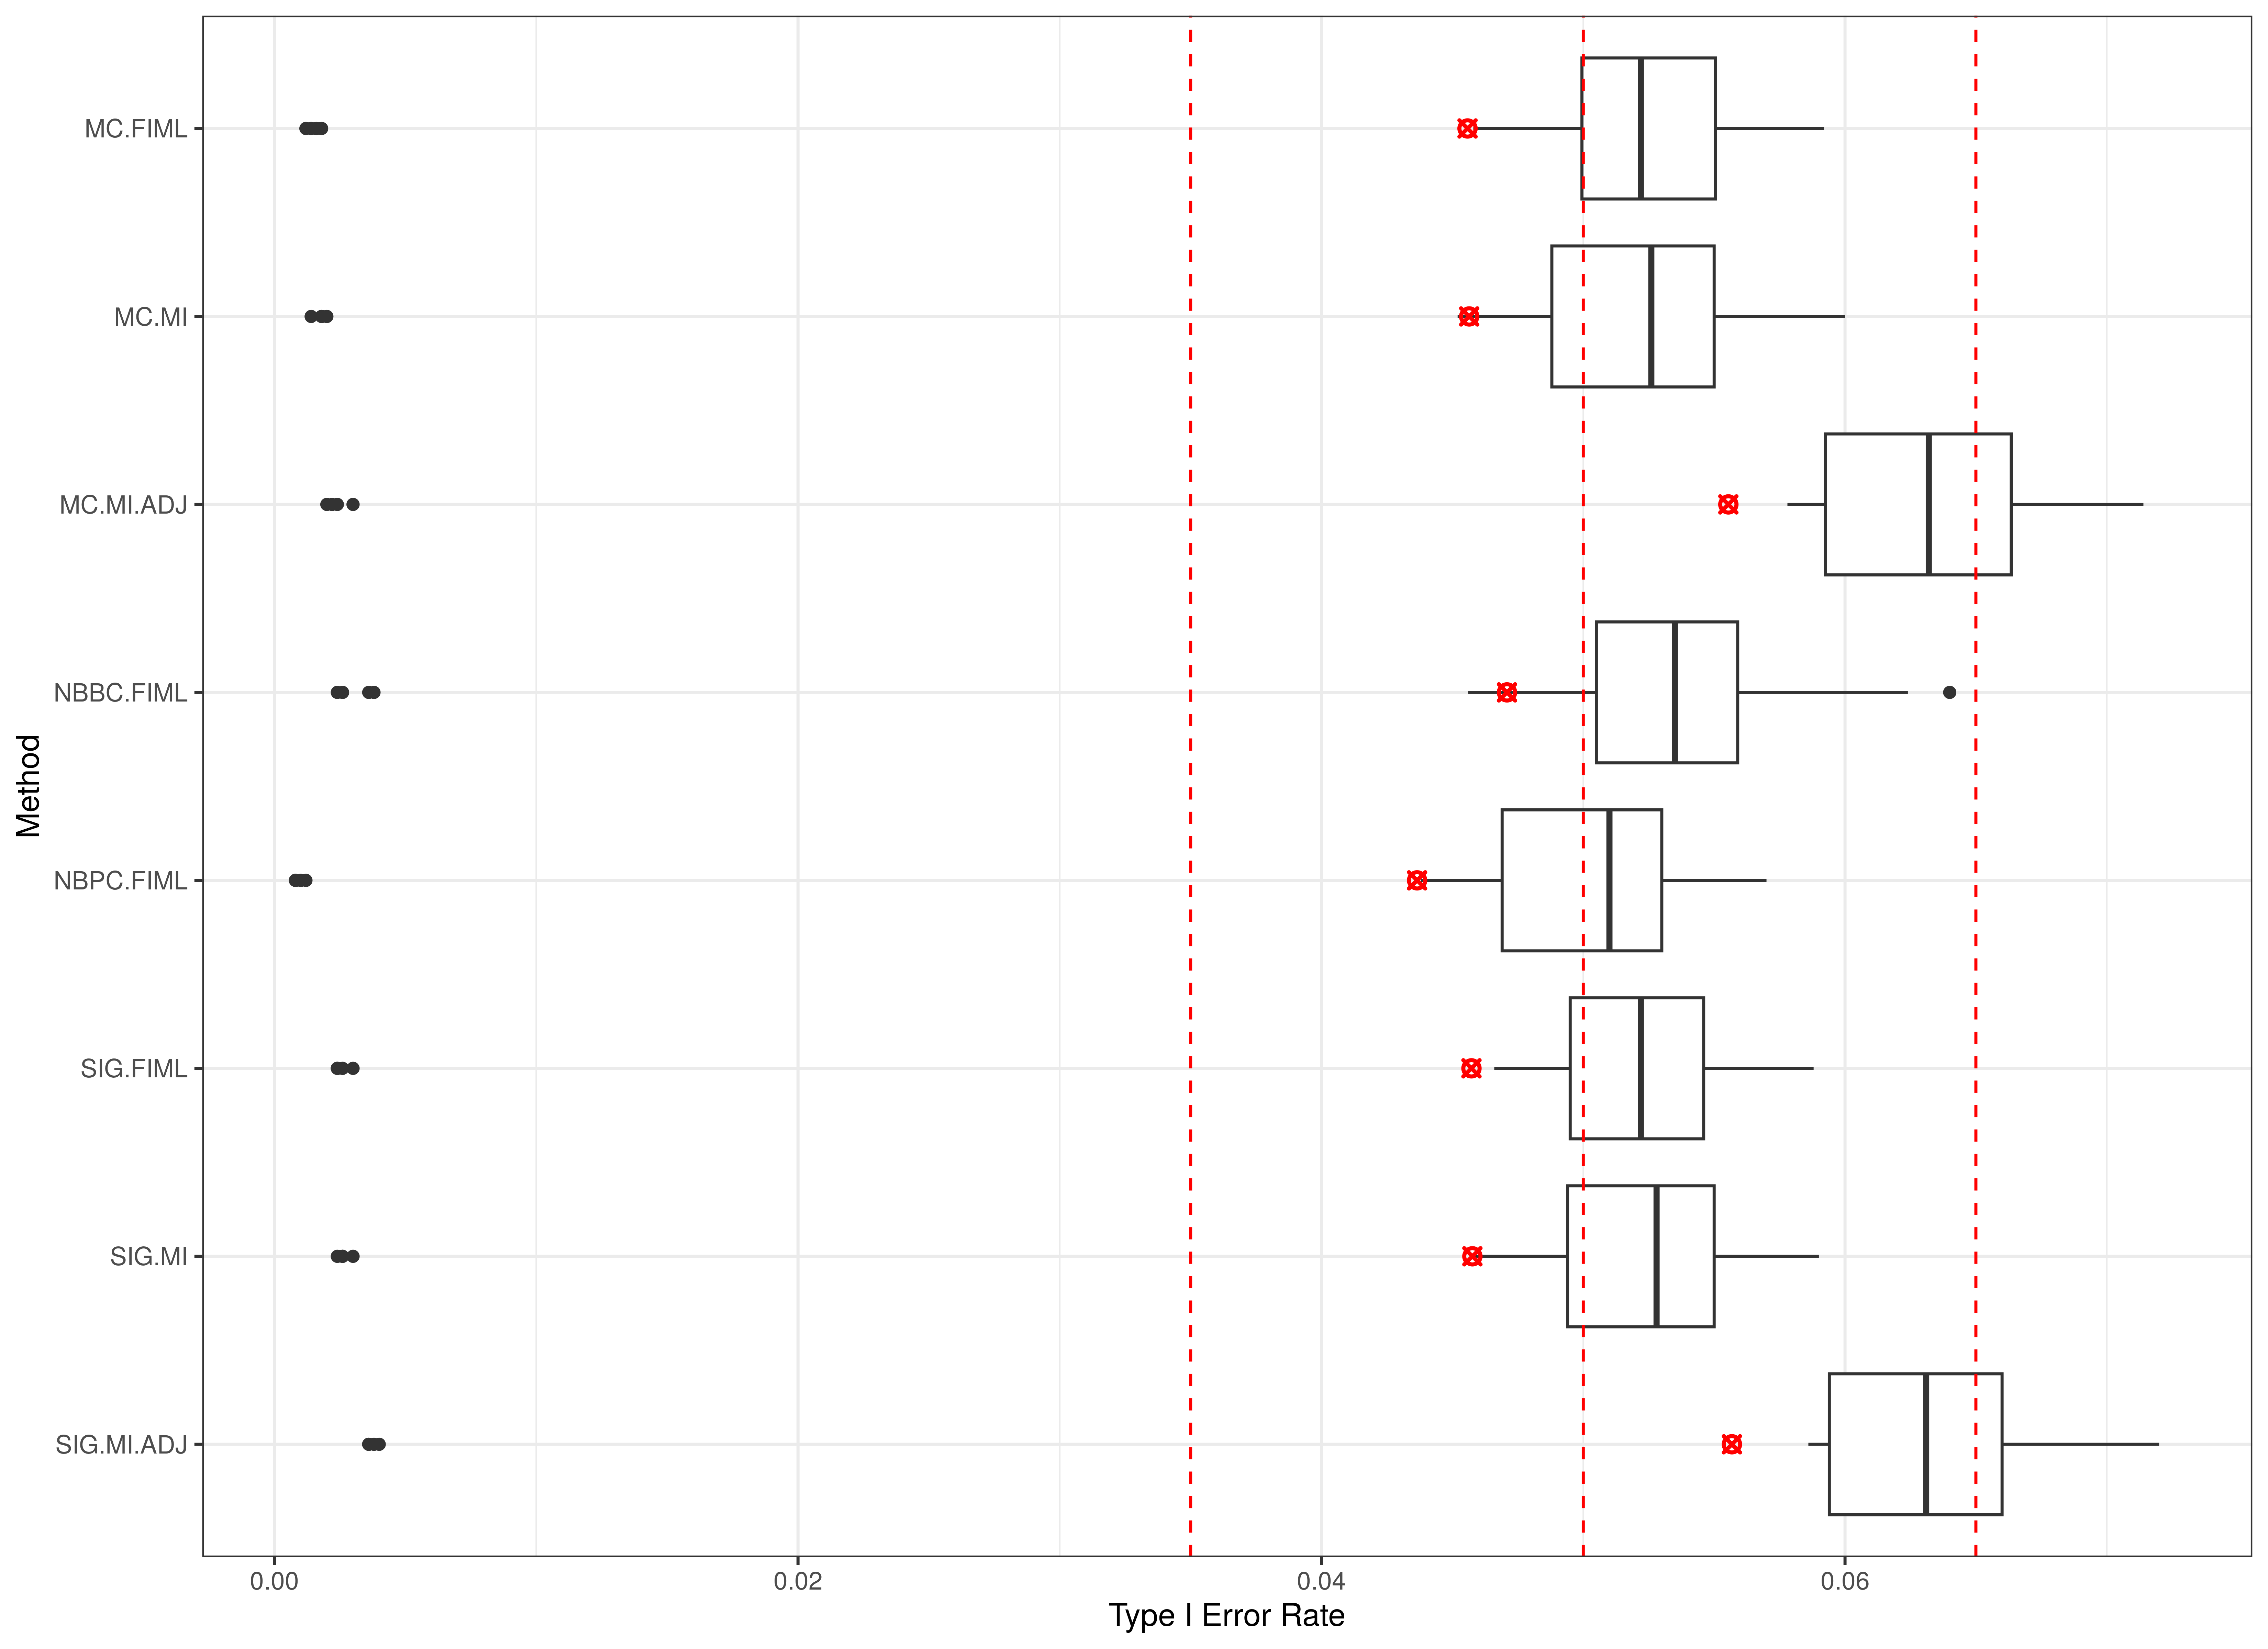 MC.FIML
MC.MI
MC.MI.ADJ
NBBC.FIML
NBPC.FIML
SIG.FIML
SIG.MI
SIG.MI.ADJ
Method
0.00 0.02 0.04 0.06
Type I Error Rate